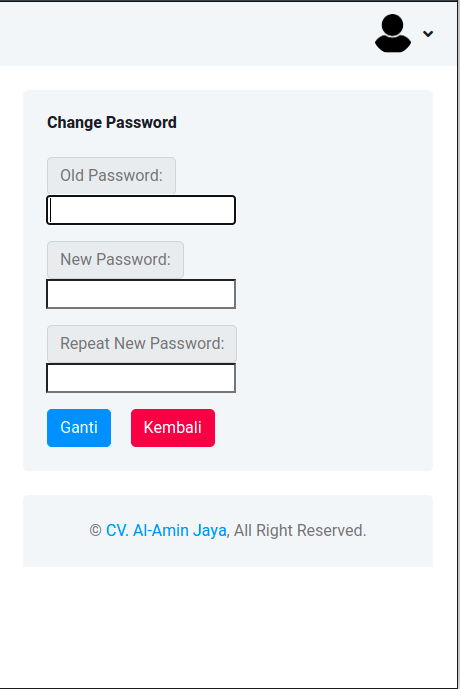 Change Password
Old Password:
New Password:
Repeat New Password:
Ganti Kembali
© CV. Al-Amin Jaya, All Right Reserved.